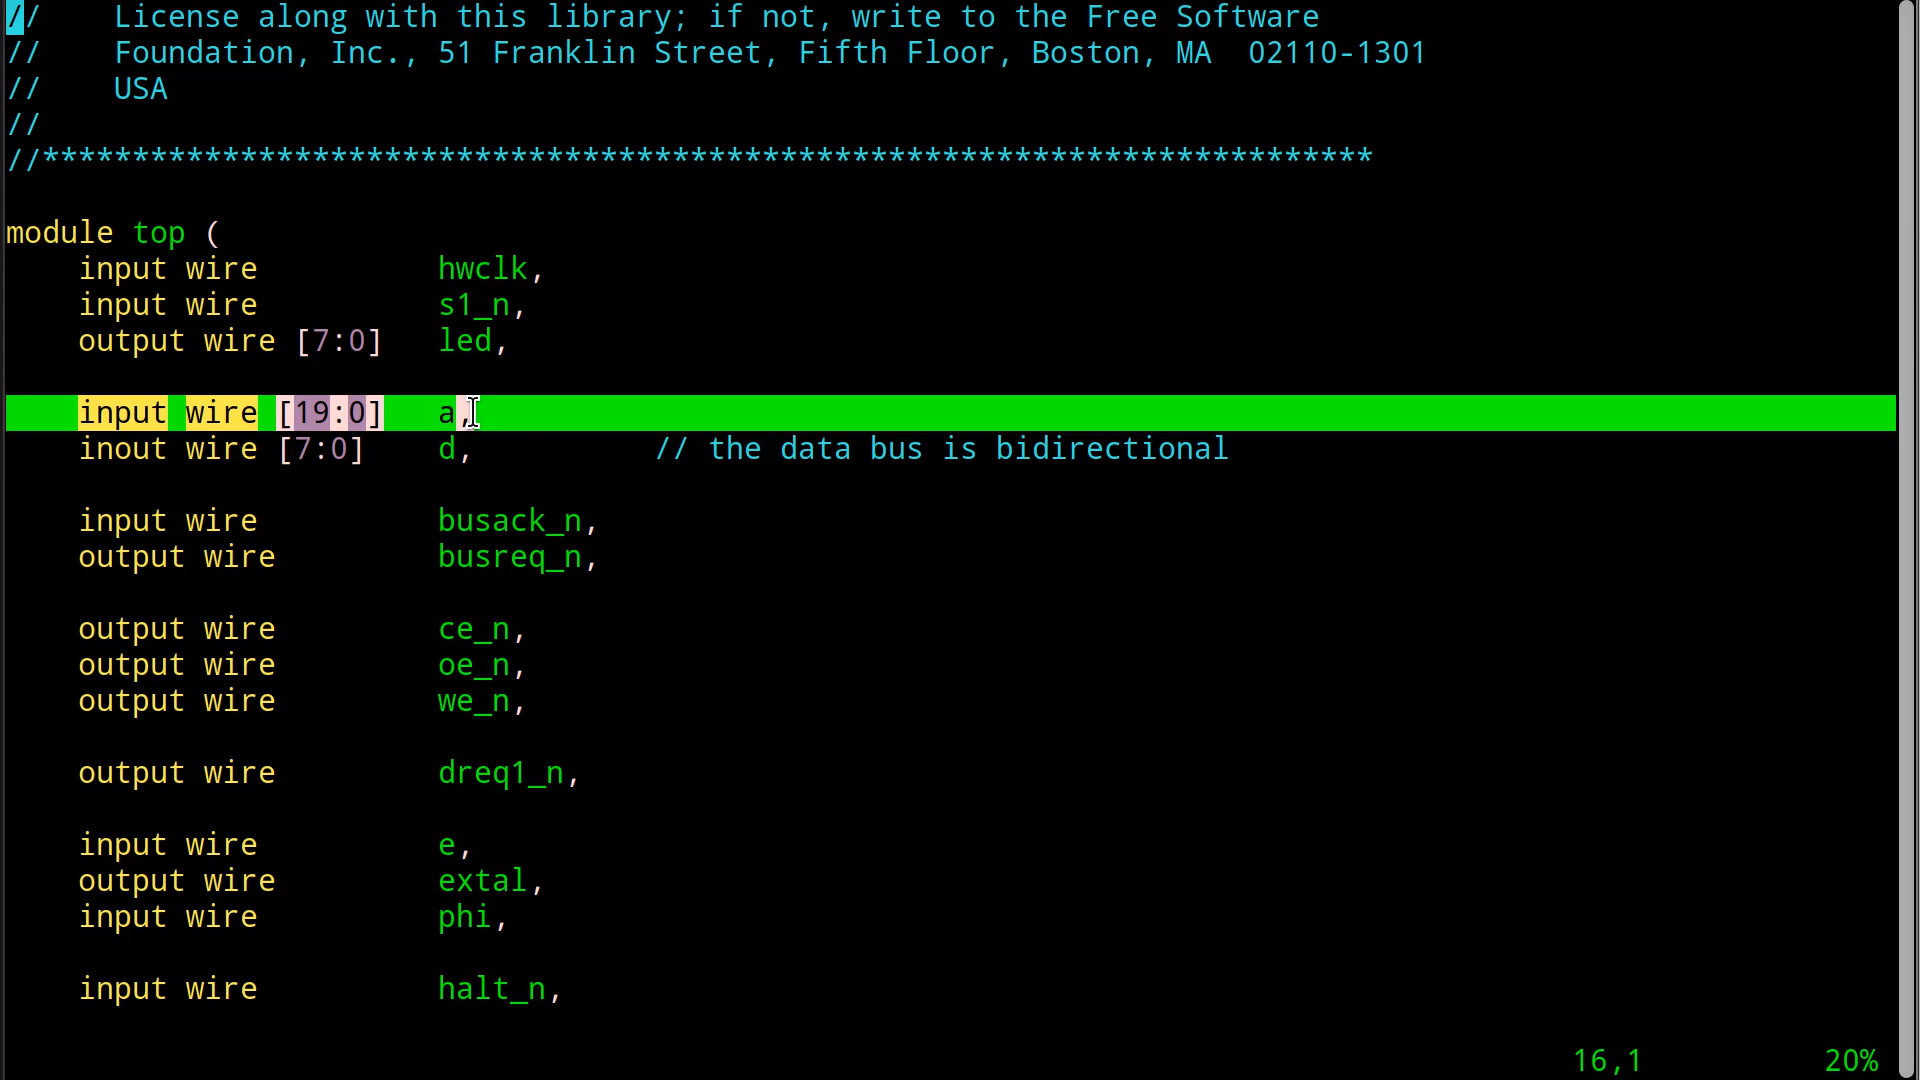 //    License along with this library; if not, write to the Free Software
//    Foundation, Inc., 51 Franklin Street, Fifth Floor, Boston, MA  02110-1301
//    USA
//
//**************************************************************************
module top (
    input wire          hwclk,
    input wire          s1_n,
    output wire [7:0]   led,
    input wire [19:0]   a,
    inout wire [7:0]    d,          // the data bus is bidirectional
    input wire          busack_n,
    output wire         busreq_n,
    output wire         ce_n,
    output wire         oe_n,
    output wire         we_n,
    output wire         dreq1_n,
    input wire          e,
    output wire         extal,
    input wire          phi,
    input wire          halt_n,
16,1          20%